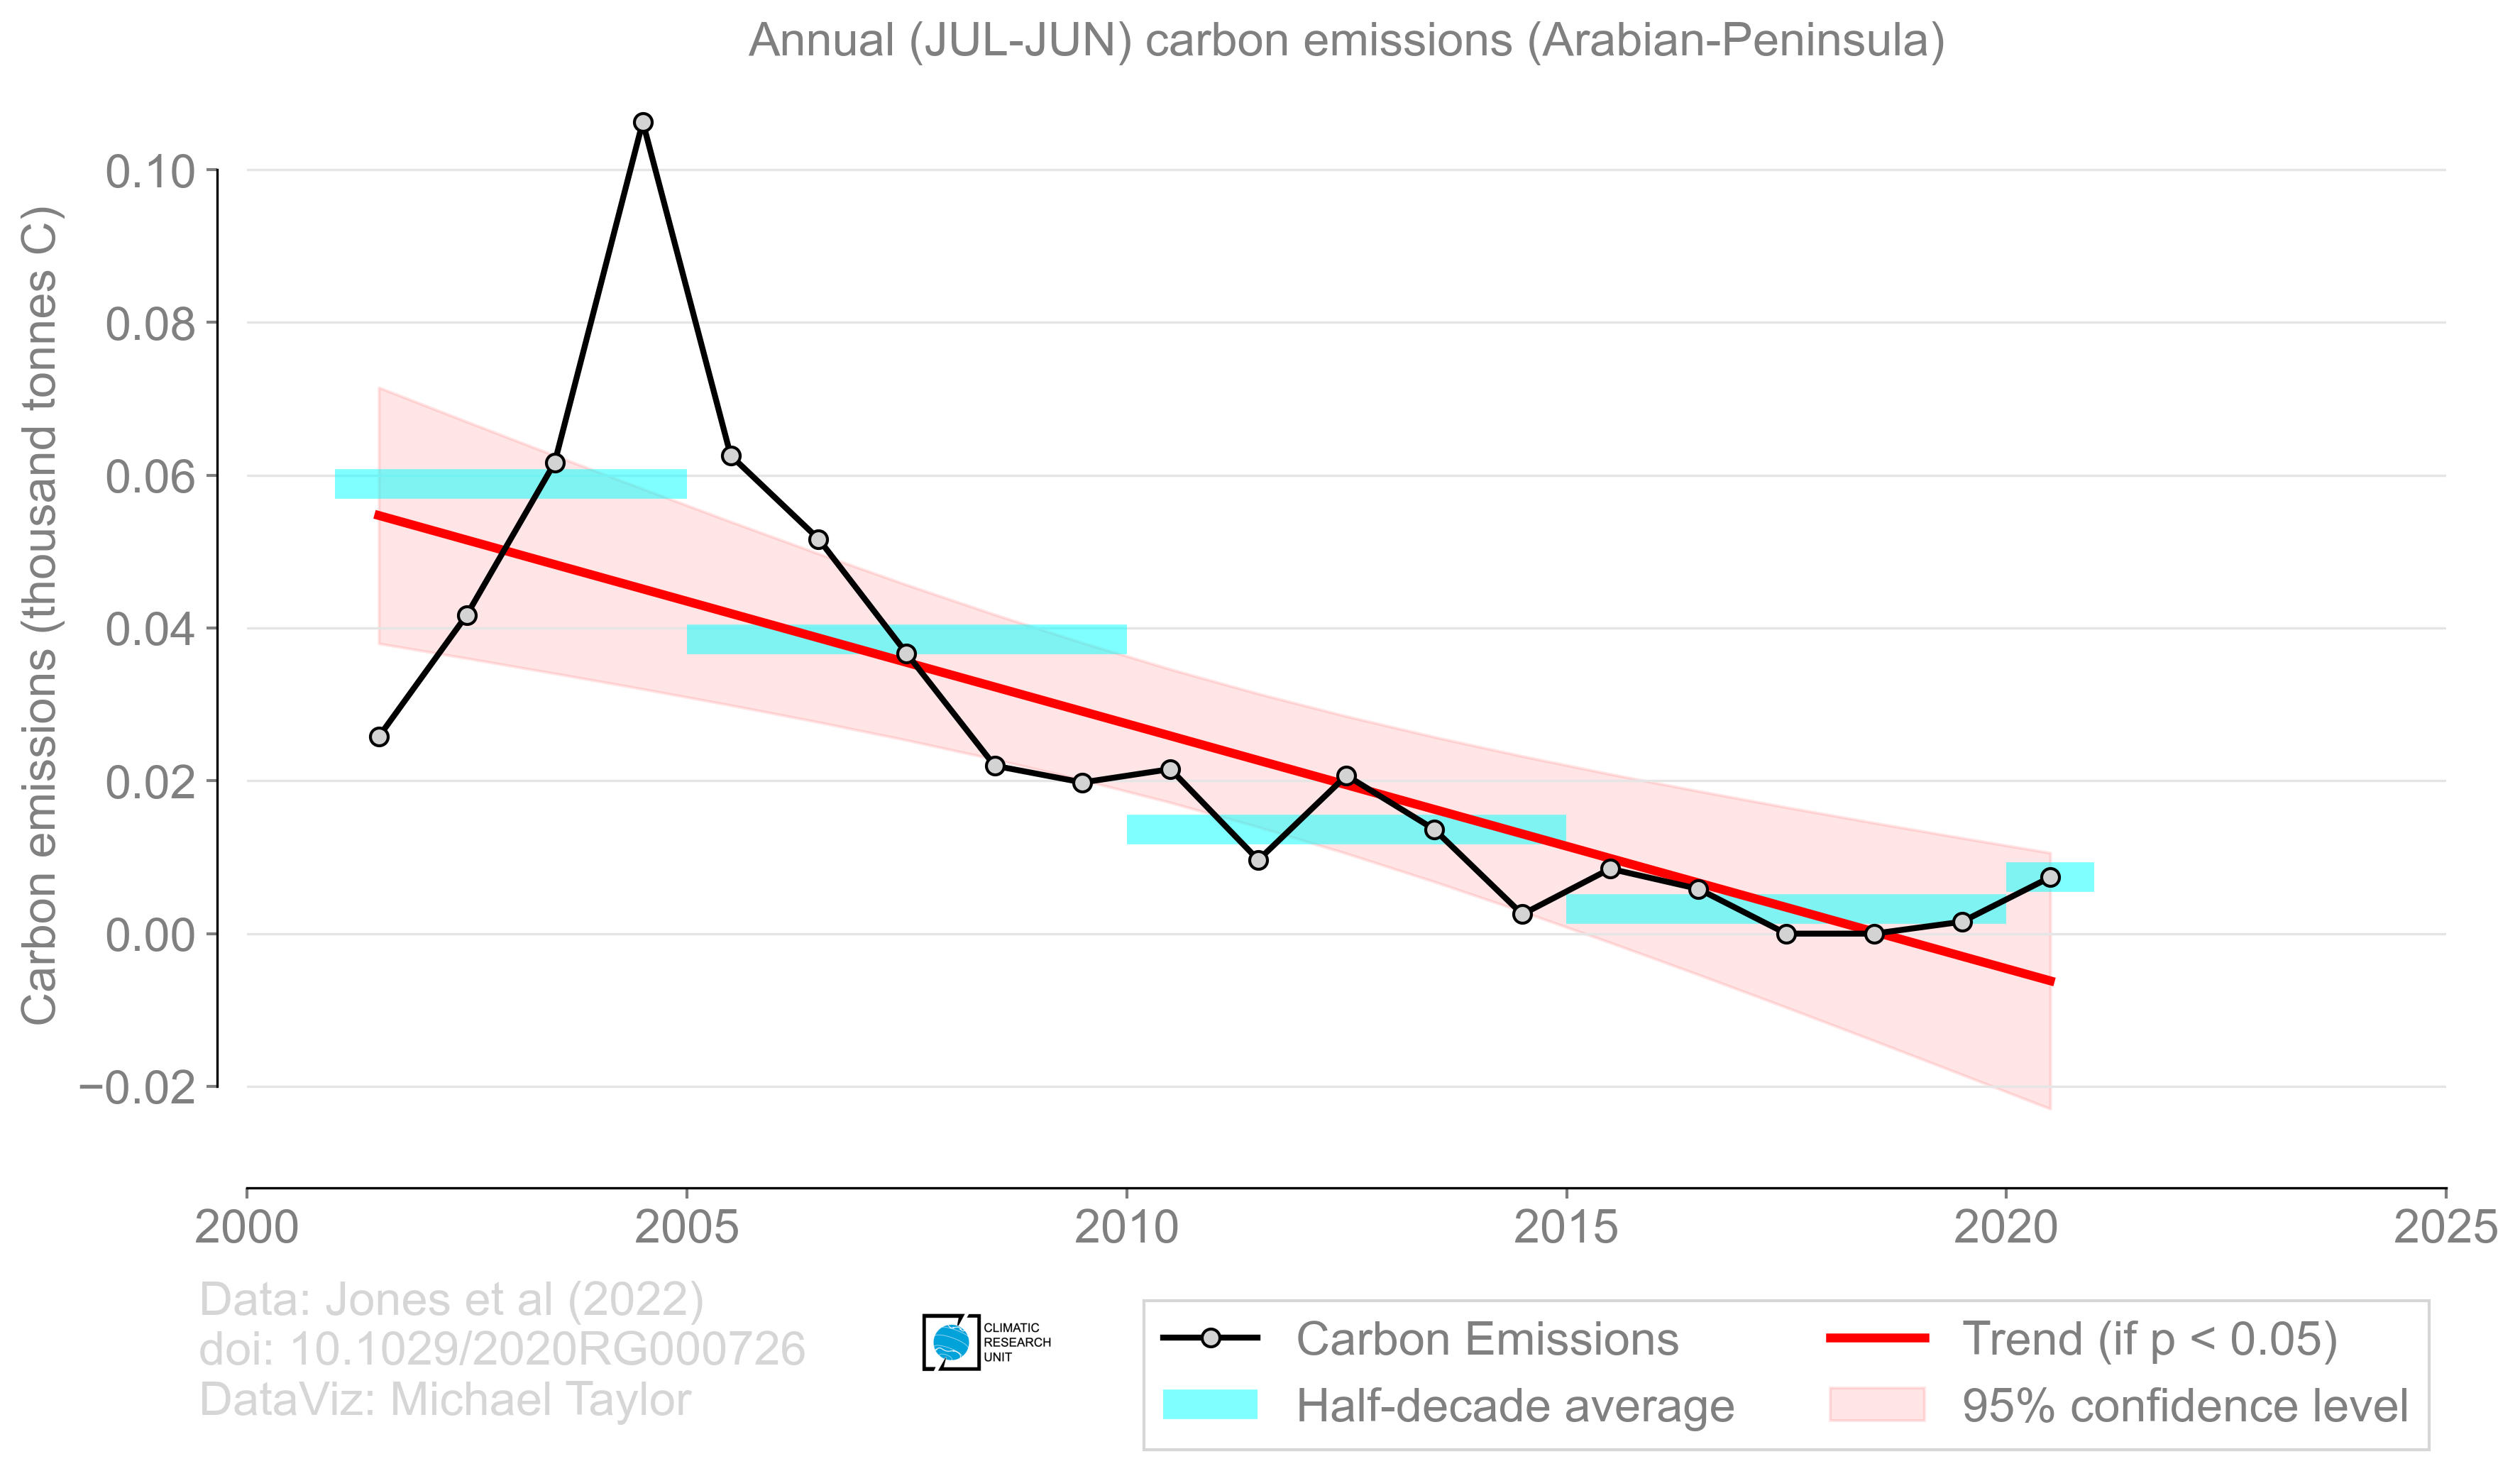 Annual (JUL-JUN) carbon emissions (Arabian-Peninsula)
Carbon emissions (thousand tonnes C)
0.10
0.08
0.06
0.04
0.02
0.00
−0.02
2000 2005 2010 2015 2020 2025
Data: Jones et al (2022)
doi: 10.1029/2020RG000726
DataViz: Michael Taylor
CLIMATIC
RESEARCH
UNIT
Carbon Emissions
Half-decade average
Trend (if p < 0.05)
95% confidence level